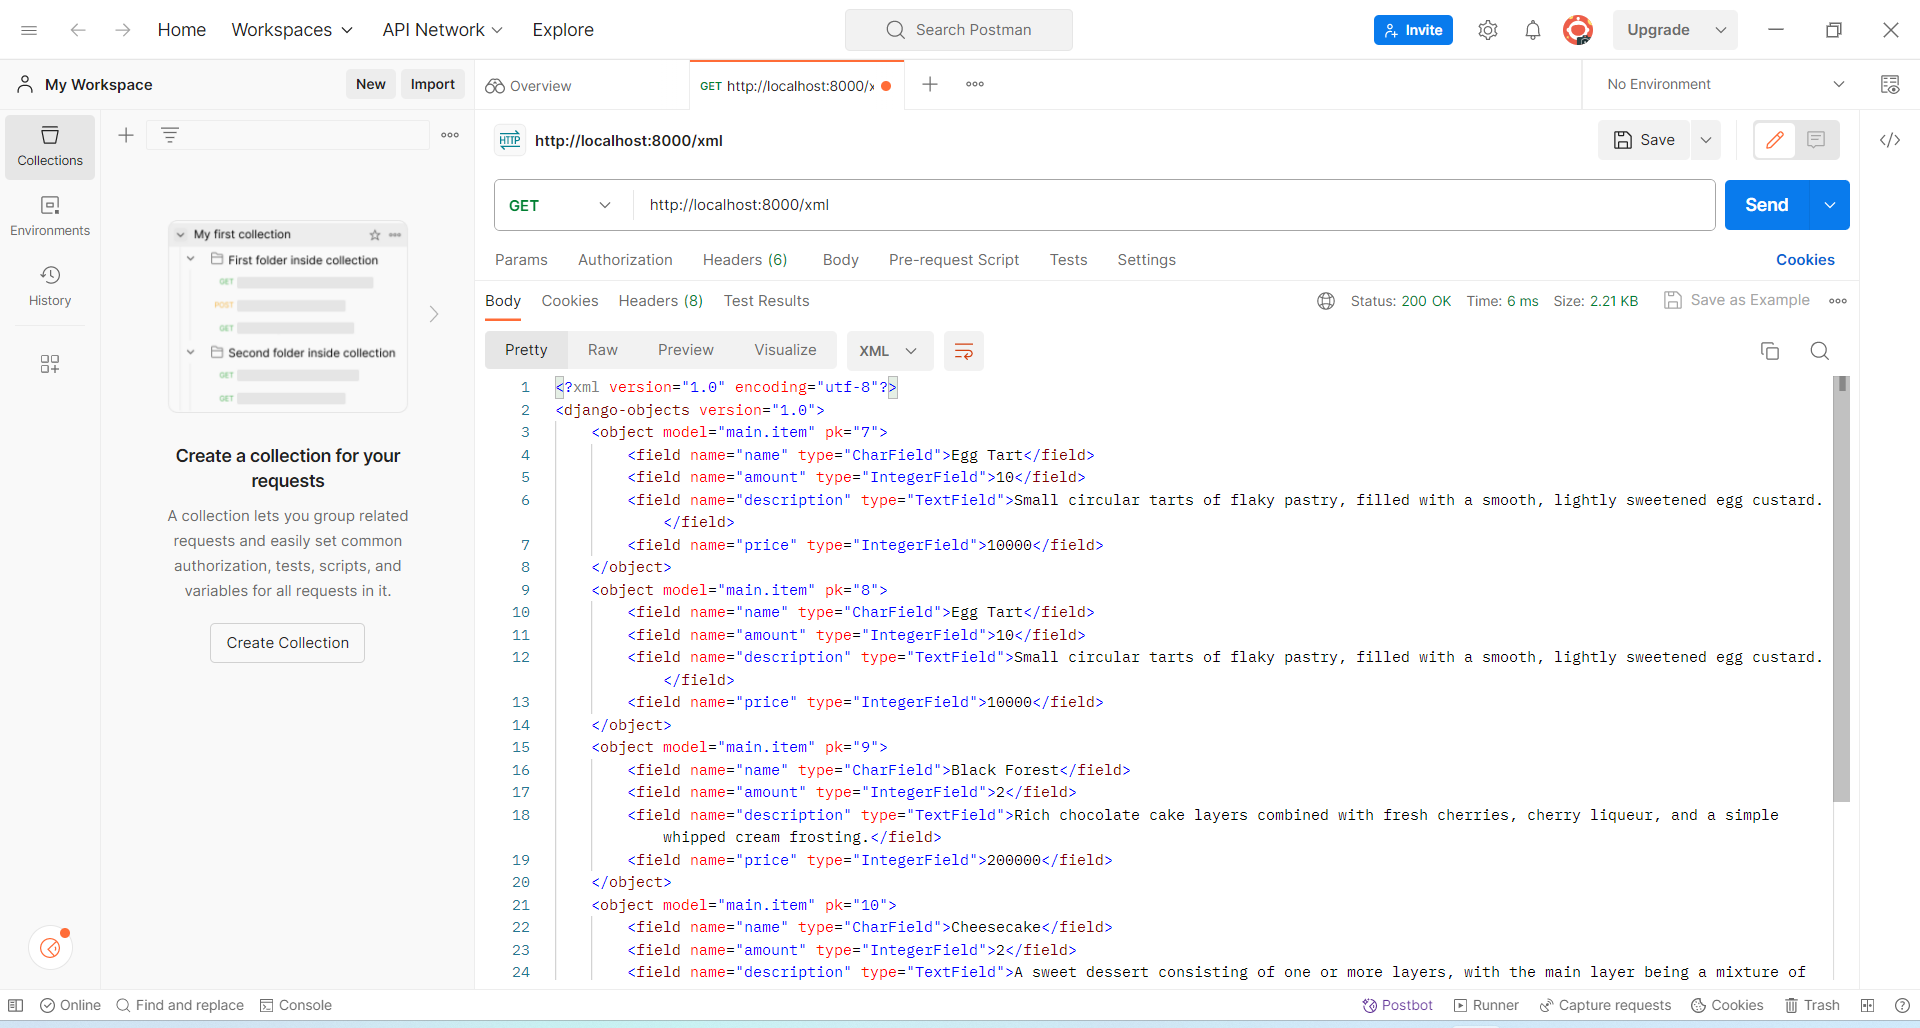 Home Workspaces API Network Explore Search Postman Invite Upgrade
My Workspace New Import Overview GET http://localhost:8000/x No Environment
Collections
Environments
History
My first collection
First folder inside collection
GET
POST
GET
Second folder inside collection
GET
GET
Create a collection for your
requests
A collection lets you group related
requests and easily set common
authorization, tests, scripts, and
variables for all requests in it.
Create Collection
HTTP http://localhost:8000/xml Save
GET http://localhost:8000/xml Send
Params Authorization Headers (6) Body Pre-request Script Tests Settings Cookies
Body Cookies Headers (8) Test Results Status: 200 OK Time: 6 ms Size: 2.21 KB Save as Example
Pretty Raw Preview Visualize XML
1 <?xml version="1.0" encoding="utf-8"?>
2 <django-objects version="1.0">
3 <object model="main.item" pk="7">
4 <field name="name" type="CharField">Egg Tart</field>
5 <field name="amount" type="IntegerField">10</field>
6 <field name="description" type="TextField">Small circular tarts of flaky pastry, filled with a smooth, lightly sweetened egg custard.
</field>
7 <field name="price" type="IntegerField">10000</field>
8 </object>
9 <object model="main.item" pk="8">
10 <field name="name" type="CharField">Egg Tart</field>
11 <field name="amount" type="IntegerField">10</field>
12 <field name="description" type="TextField">Small circular tarts of flaky pastry, filled with a smooth, lightly sweetened egg custard.
</field>
13 <field name="price" type="IntegerField">10000</field>
14 </object>
15 <object model="main.item" pk="9">
16 <field name="name" type="CharField">Black Forest</field>
17 <field name="amount" type="IntegerField">2</field>
18 <field name="description" type="TextField">Rich chocolate cake layers combined with fresh cherries, cherry liqueur, and a simple
whipped cream frosting.</field>
19 <field name="price" type="IntegerField">200000</field>
20 </object>
21 <object model="main.item" pk="10">
22 <field name="name" type="CharField">Cheesecake</field>
23 <field name="amount" type="IntegerField">2</field>
24 <field name="description" type="TextField">A sweet dessert consisting of one or more layers, with the main layer being a mixture of
Online Find and replace Console Postbot Runner Capture requests Cookies Trash